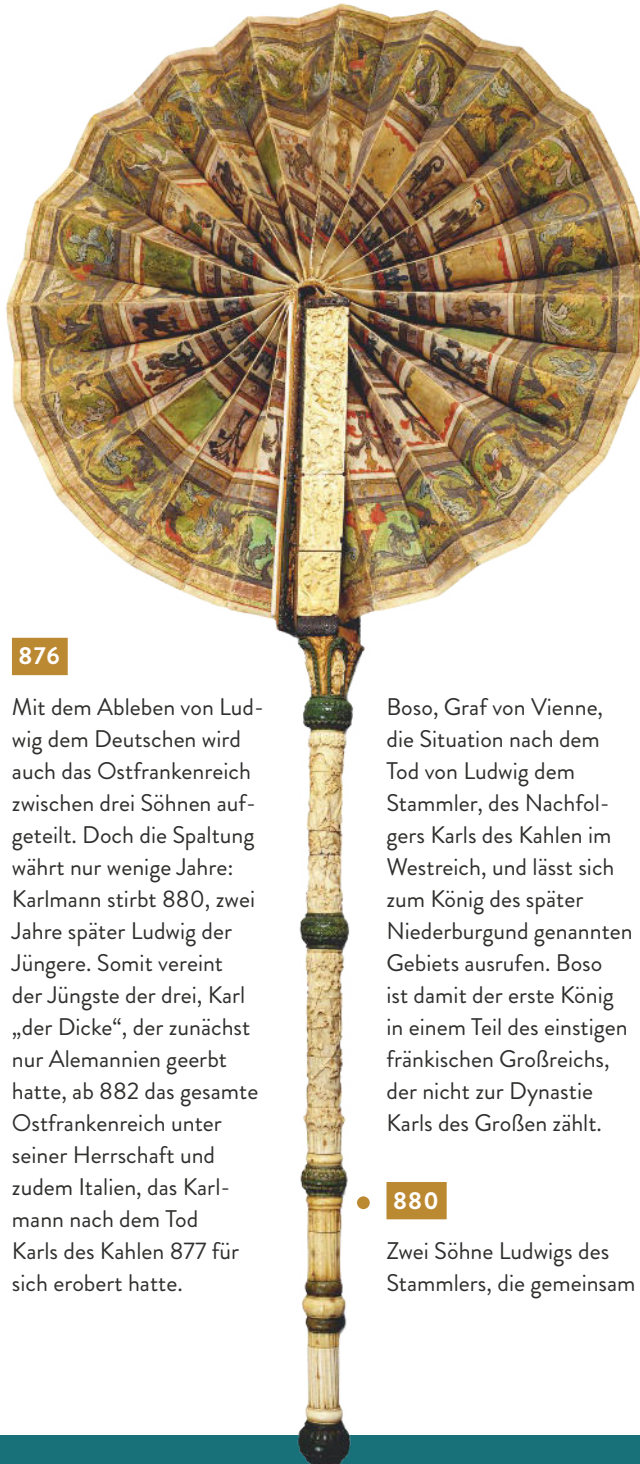 876
Mit dem Ableben von Lud-
wig dem Deutschen wird
auch das Ostfrankenreich
zwischen drei Söhnen auf-
geteilt. Doch die Spaltung
währt nur wenige Jahre:
Karlmann stirbt 880, zwei
Jahre später Ludwig der
Jüngere. Somit vereint
der Jüngste der drei, Karl
„der Dicke“, der zunächst
nur Alemannien geerbt
hatte, ab 882 das gesamte
Ostfrankenreich unter
seiner Herrschaft und
zudem Italien, das Karl-
mann nach dem Tod
Karls des Kahlen 877 für
sich erobert hatte.
Boso, Graf von Vienne,
die Situation nach dem
Tod von Ludwig dem
Stammler, des Nachfol-
gers Karls des Kahlen im
Westreich, und lässt sich
zum König des später
Niederburgund genannten
Gebiets ausrufen. Boso
ist damit der erste König
in einem Teil des einstigen
fränkischen Großreichs,
der nicht zur Dynastie
Karls des Großen zählt.
880
Zwei Söhne Ludwigs des
Stammlers, die gemeinsam